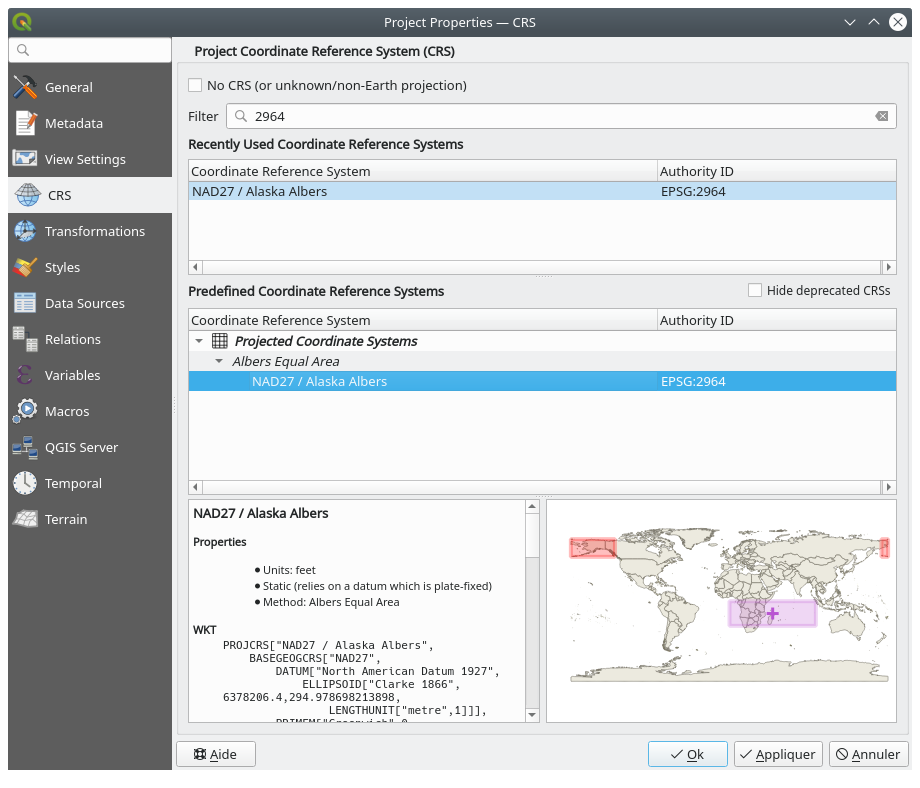 Project Properties — CRS
Project Coordinate Reference System (CRS)
General
Metadata
View Settings
CRS
Transformations
Styles
Data Sources
Relations
Variables
Macros
QGIS Server
Temporal
Terrain
No CRS (or unknown/non-Earth projection)
Filter 2964
Recently Used Coordinate Reference Systems
Coordinate Reference System Authority ID
NAD27 / Alaska Albers EPSG:2964
Predefined Coordinate Reference Systems Hide deprecated CRSs
Coordinate Reference System Authority ID
Projected Coordinate Systems
Albers Equal Area
NAD27 / Alaska Albers EPSG:2964
NAD27 / Alaska Albers
Properties
● Units: feet
● Static (relies on a datum which is plate-fixed)
● Method: Albers Equal Area
WKT
PROJCRS["NAD27 / Alaska Albers",
BASEGEOGCRS["NAD27",
DATUM["North American Datum 1927",
ELLIPSOID["Clarke 1866",
6378206.4,294.978698213898,
LENGTHUNIT["metre",1]]],
PRIMEM["Greenwich",0,
Aide Ok Appliquer Annuler